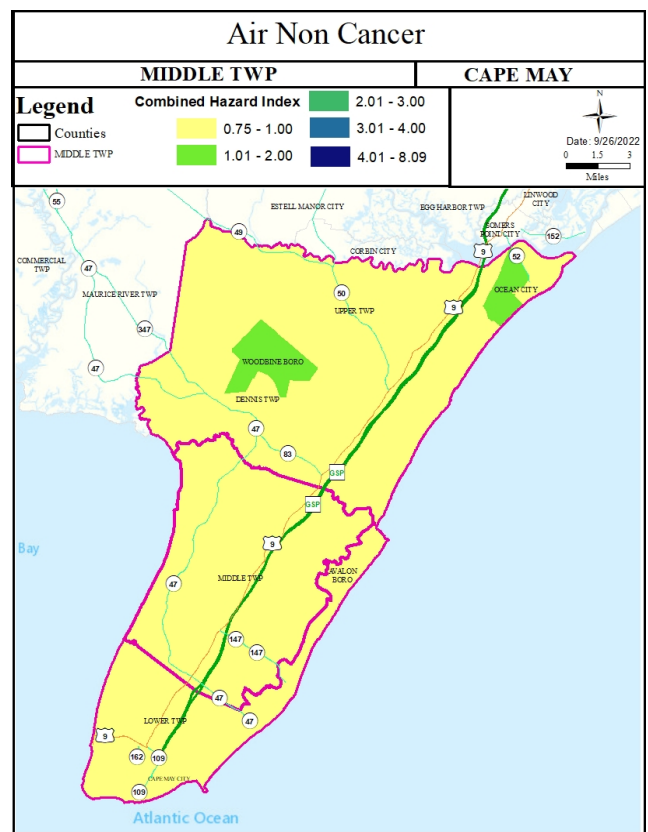 Air Non Cancer
MIDDLE TWP
CAPE MAY
Legend
Counties
MIDDLE TWP
Combined Hazard Index
0.75 - 1.00
1.01 - 2.00
2.01 - 3.00
3.01 - 4.00
4.01 - 8.09
N
Date: 9/26/2022
0 1.5 3
Miles
55
ESTELL MANOR CITY
EGG HARBOR TWP
LINWOOD
CITY
SOMERS
POINT CITY
49
152
COMMERCIAL
TWP
CORBIN CITY
9
52
47
MAURICE RIVER TWP
50
OCEAN CITY
UPPER TWP
9
347
WOODBINE BORO
47
DENNIS TWP
47
83
GSP
GSP
9
Bay
MIDDLE TWP
AVALON
BORO
47
147
147
47
LOWER TWP
47
9
162
109
CAPE MAY CITY
109
Atlantic Ocean